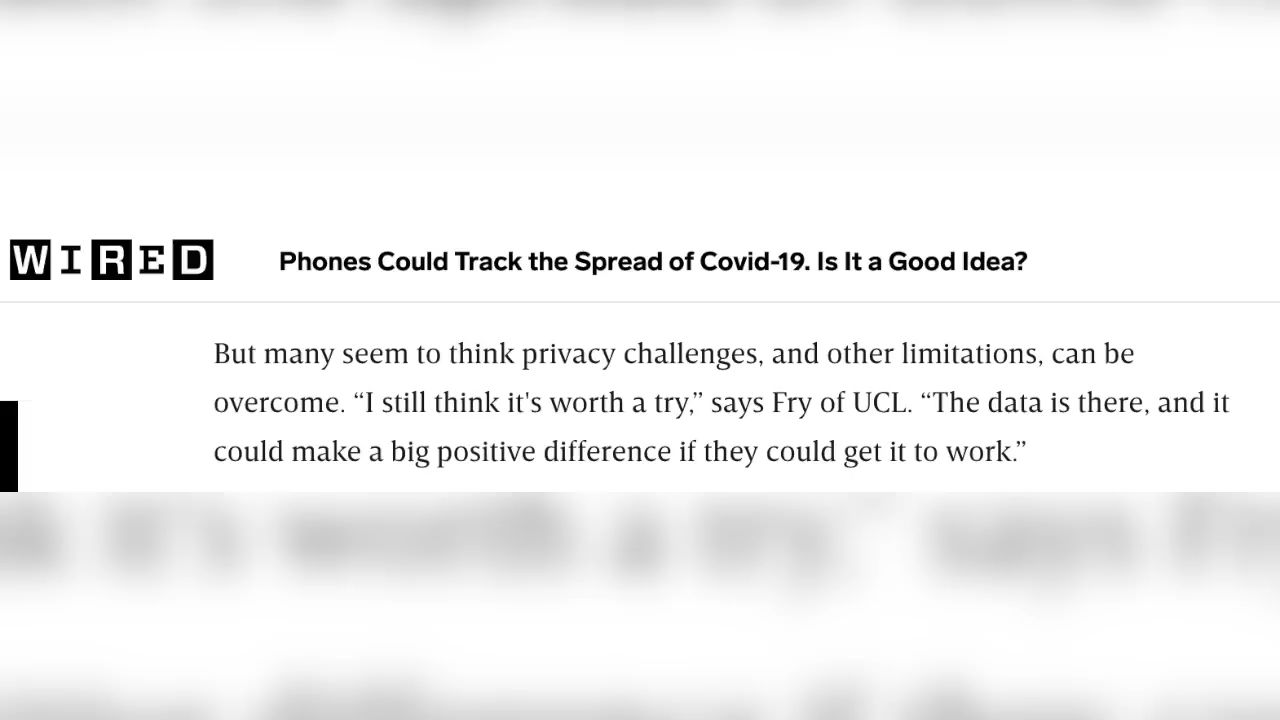 WIRED
Phones Could Track the Spread of Covid-19. Is It a Good Idea?
But many seem to think privacy challenges, and other limitations, can be
overcome. “I still think it's worth a try,” says Fry of UCL. “The data is there, and it
could make a big positive difference if they could get it to work.”